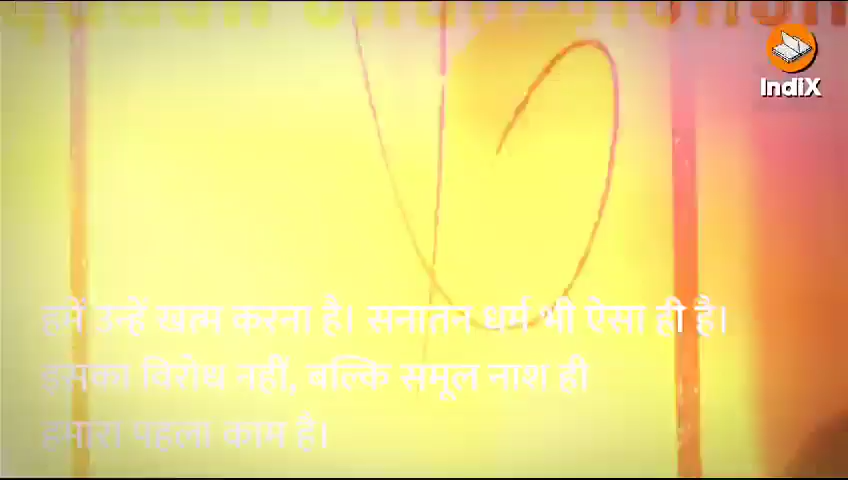 IndiX
हमें उन्हें खत्म करना है। सनातन धर्म भी ऐसा ही है।
इसका विरोध नहीं, बल्कि समूल नाश ही
हमारा पहला काम है।